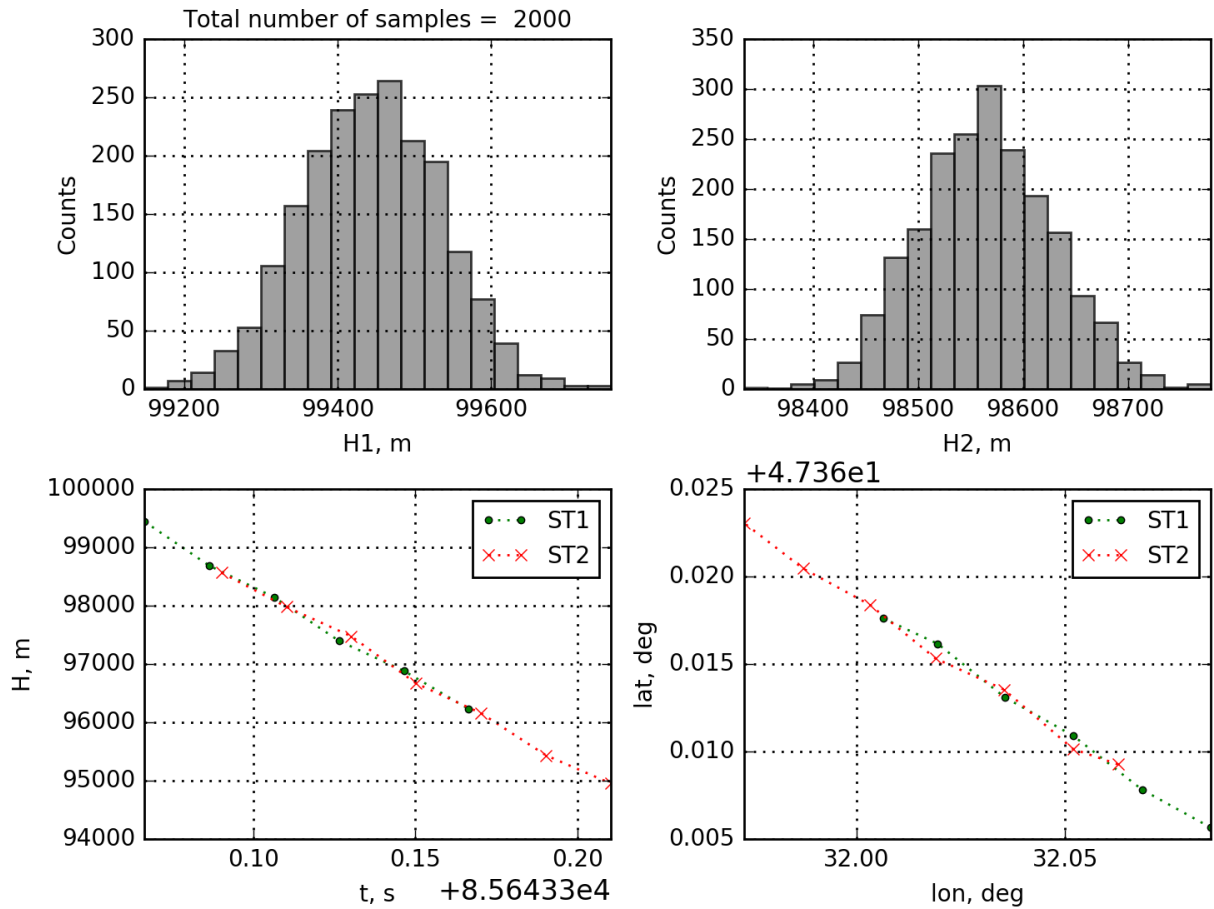 Total number of samples =  2000
300
250
200
150
100
50
0
Counts
99200 99400 99600
H1, m
350
300
250
200
150
100
50
0
Counts
98400 98500 98600 98700
H2, m
100000
99000
98000
97000
96000
95000
94000
H, m
ST1
ST2
0.10 0.15 0.20
t, s +8.56433e4
+4.736e1
0.025
0.020
0.015
0.010
0.005
lat, deg
ST1
ST2
32.00 32.05
lon, deg